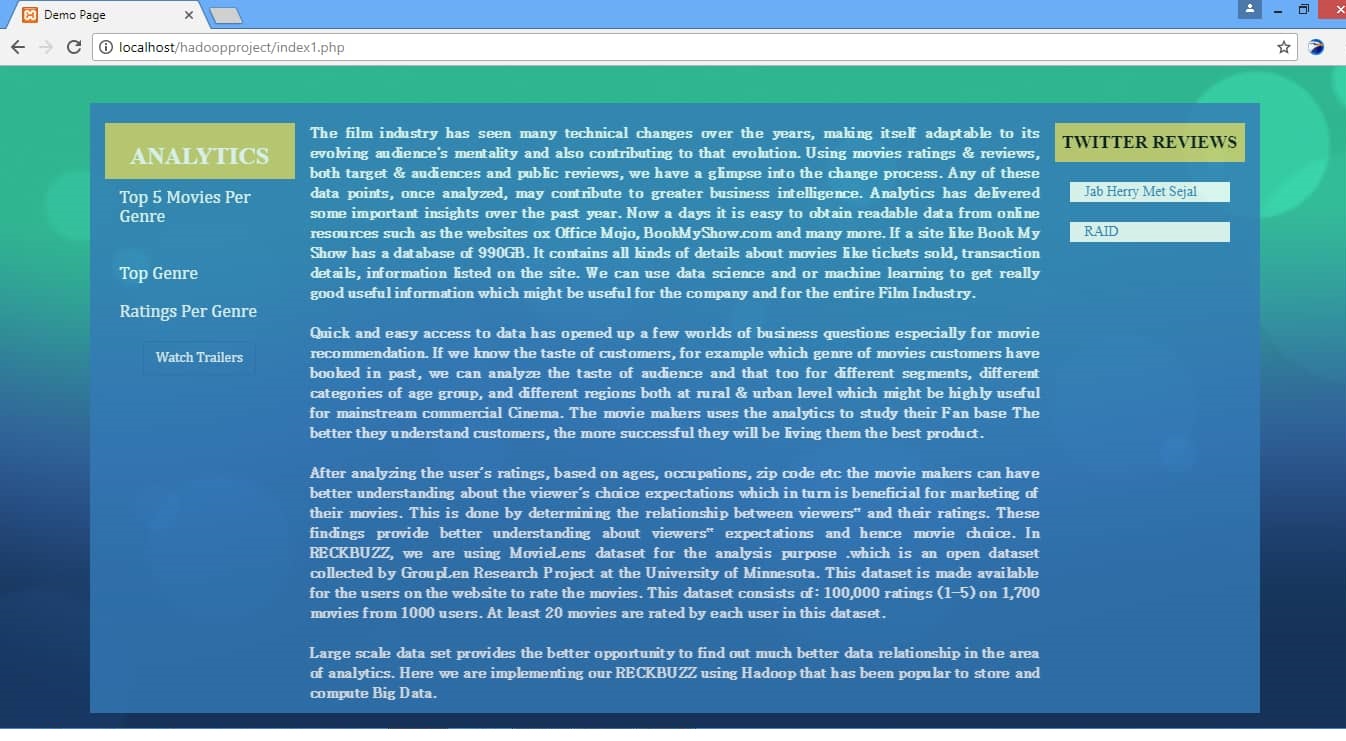 Demo Page
localhost/hadoopproject/index1.php
ANALYTICS
Top 5 Movies Per
Genre
Top Genre
Ratings Per Genre
Watch Trailers
The film industry has seen many technical changes over the years, making itself adaptable to its
evolving audience's mentality and also contributing to that evolution. Using movies ratings & reviews,
both target & audiences and public reviews, we have a glimpse into the change process. Any of these
data points, once analyzed, may contribute to greater business intelligence. Analytics has delivered
some important insights over the past year. Now a days it is easy to obtain readable data from online
resources such as the websites ox Office Mojo, BookMyShow.com and many more. If a site like Book My
Show has a database of 990GB. It contains all kinds of details about movies like tickets sold, transaction
details, information listed on the site. We can use data science and or machine learning to get really
good useful information which might be useful for the company and for the entire Film Industry.
Quick and easy access to data has opened up a few worlds of business questions especially for movie
recommendation. If we know the taste of customers, for example which genre of movies customers have
booked in past, we can analyze the taste of audience and that too for different segments, different
categories of age group, and different regions both at rural & urban level which might be highly useful
for mainstream commercial Cinema. The movie makers uses the analytics to study their Fan base The
better they understand customers, the more successful they will be living them the best product.
After analyzing the user's ratings, based on ages, occupations, zip code etc the movie makers can have
better understanding about the viewer's choice expectations which in turn is beneficial for marketing of
their movies. This is done by determining the relationship between viewers" and their ratings. These
findings provide better understanding about viewers" expectations and hence movie choice. In
RECKBUZZ, we are using MovieLens dataset for the analysis purpose .which is an open dataset
collected by GroupLen Research Project at the University of Minnesota. This dataset is made available
for the users on the website to rate the movies. This dataset consists of: 100,000 ratings (1-5) on 1,700
movies from 1000 users. At least 20 movies are rated by each user in this dataset.
Large scale data set provides the better opportunity to find out much better data relationship in the area
of analytics. Here we are implementing our RECKBUZZ using Hadoop that has been popular to store and
compute Big Data.
TWITTER REVIEWS
Jab Herry Met Sejal
RAID